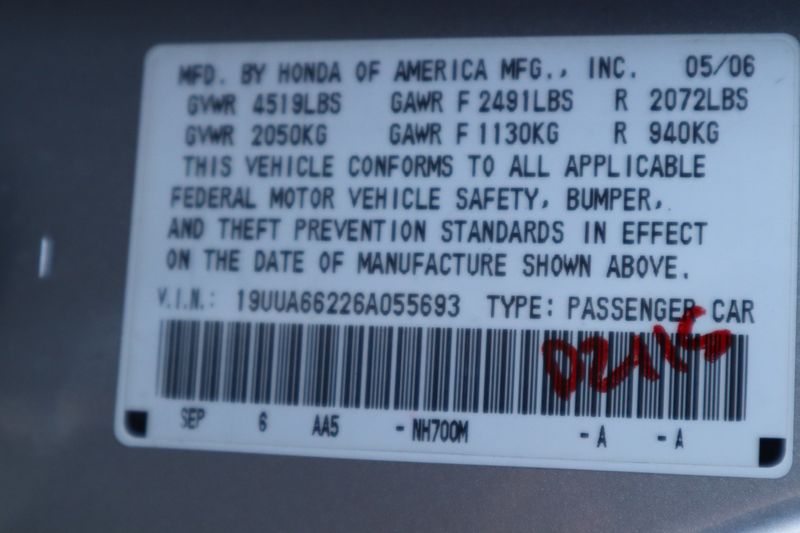 MFD. BY HONDA OF AMERICA MFG., INC. 05/06
GVWR 4519LBS GAWR F 2491LBS R 2072LBS
GVWR 2050KG GAWR F 1130KG R 940KG
THIS VEHICLE CONFORMS TO ALL APPLICABLE
FEDERAL MOTOR VEHICLE SAFETY, BUMPER,
AND THEFT PREVENTION STANDARDS IN EFFECT
ON THE DATE OF MANUFACTURE SHOWN ABOVE.
V.I.N.: 19UUA66226A055693 TYPE: PASSENGER CAR
SEP 6 AA5 -NH700M -A -A